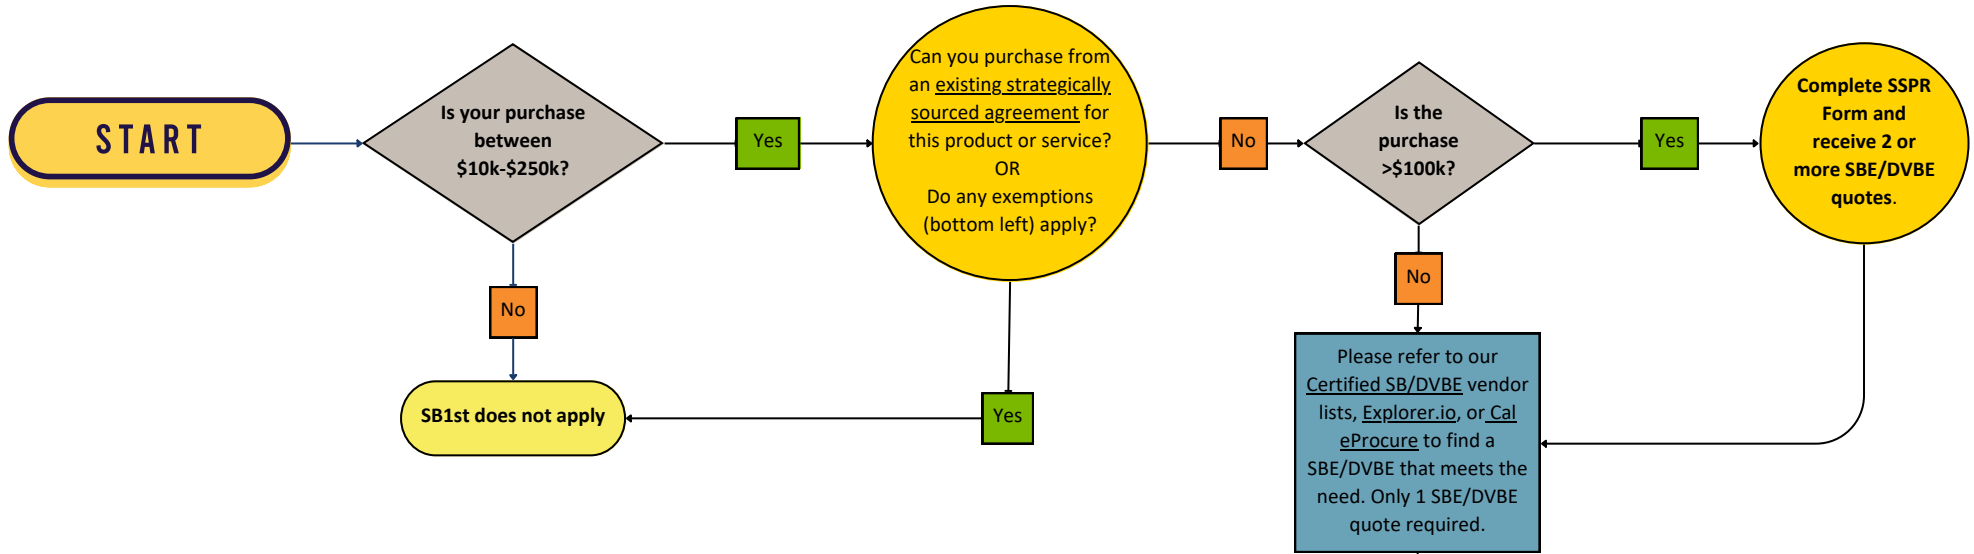 START
Is your purchase
between
$10k-$250k?
Yes
Can you purchase from
an existing strategically
sourced agreement for
this product or service?
OR
Do any exemptions
(bottom left) apply?
No
Is the
purchase
>$100k?
Yes
Complete SSPR
Form and
receive 2 or
more SBE/DVBE
quotes.
No
No
SB1st does not apply
Yes
Please refer to our
Certified SB/DVBE vendor
lists, Explorer.io, or Cal
eProcure to find a
SBE/DVBE that meets the
need. Only 1 SBE/DVBE
quote required.